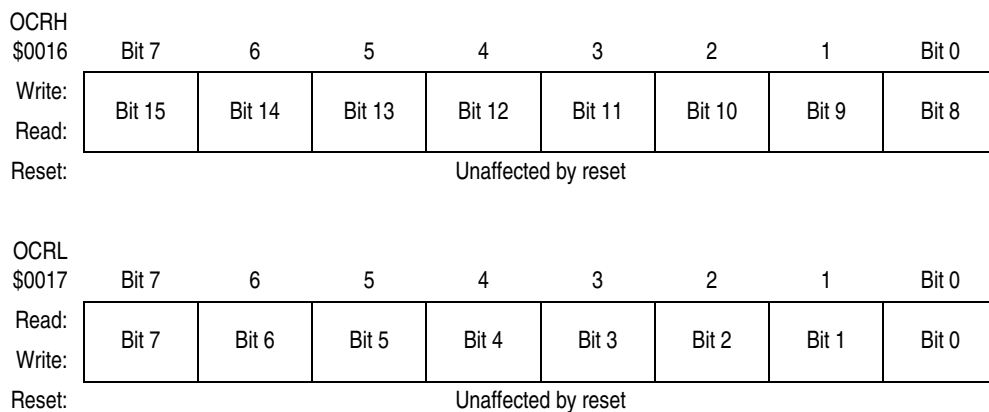 OCRH
$0016 Bit 7 6 5 4 3 2 1 Bit 0
Write:
Bit 15 Bit 14 Bit 13 Bit 12 Bit 11 Bit 10 Bit 9 Bit 8
Read:
Reset: Unaffected by reset
OCRL
$0017 Bit 7 6 5 4 3 2 1 Bit 0
Read:
Bit 7 Bit 6 Bit 5 Bit 4 Bit 3 Bit 2 Bit 1 Bit 0
Write:
Reset: Unaffected by reset